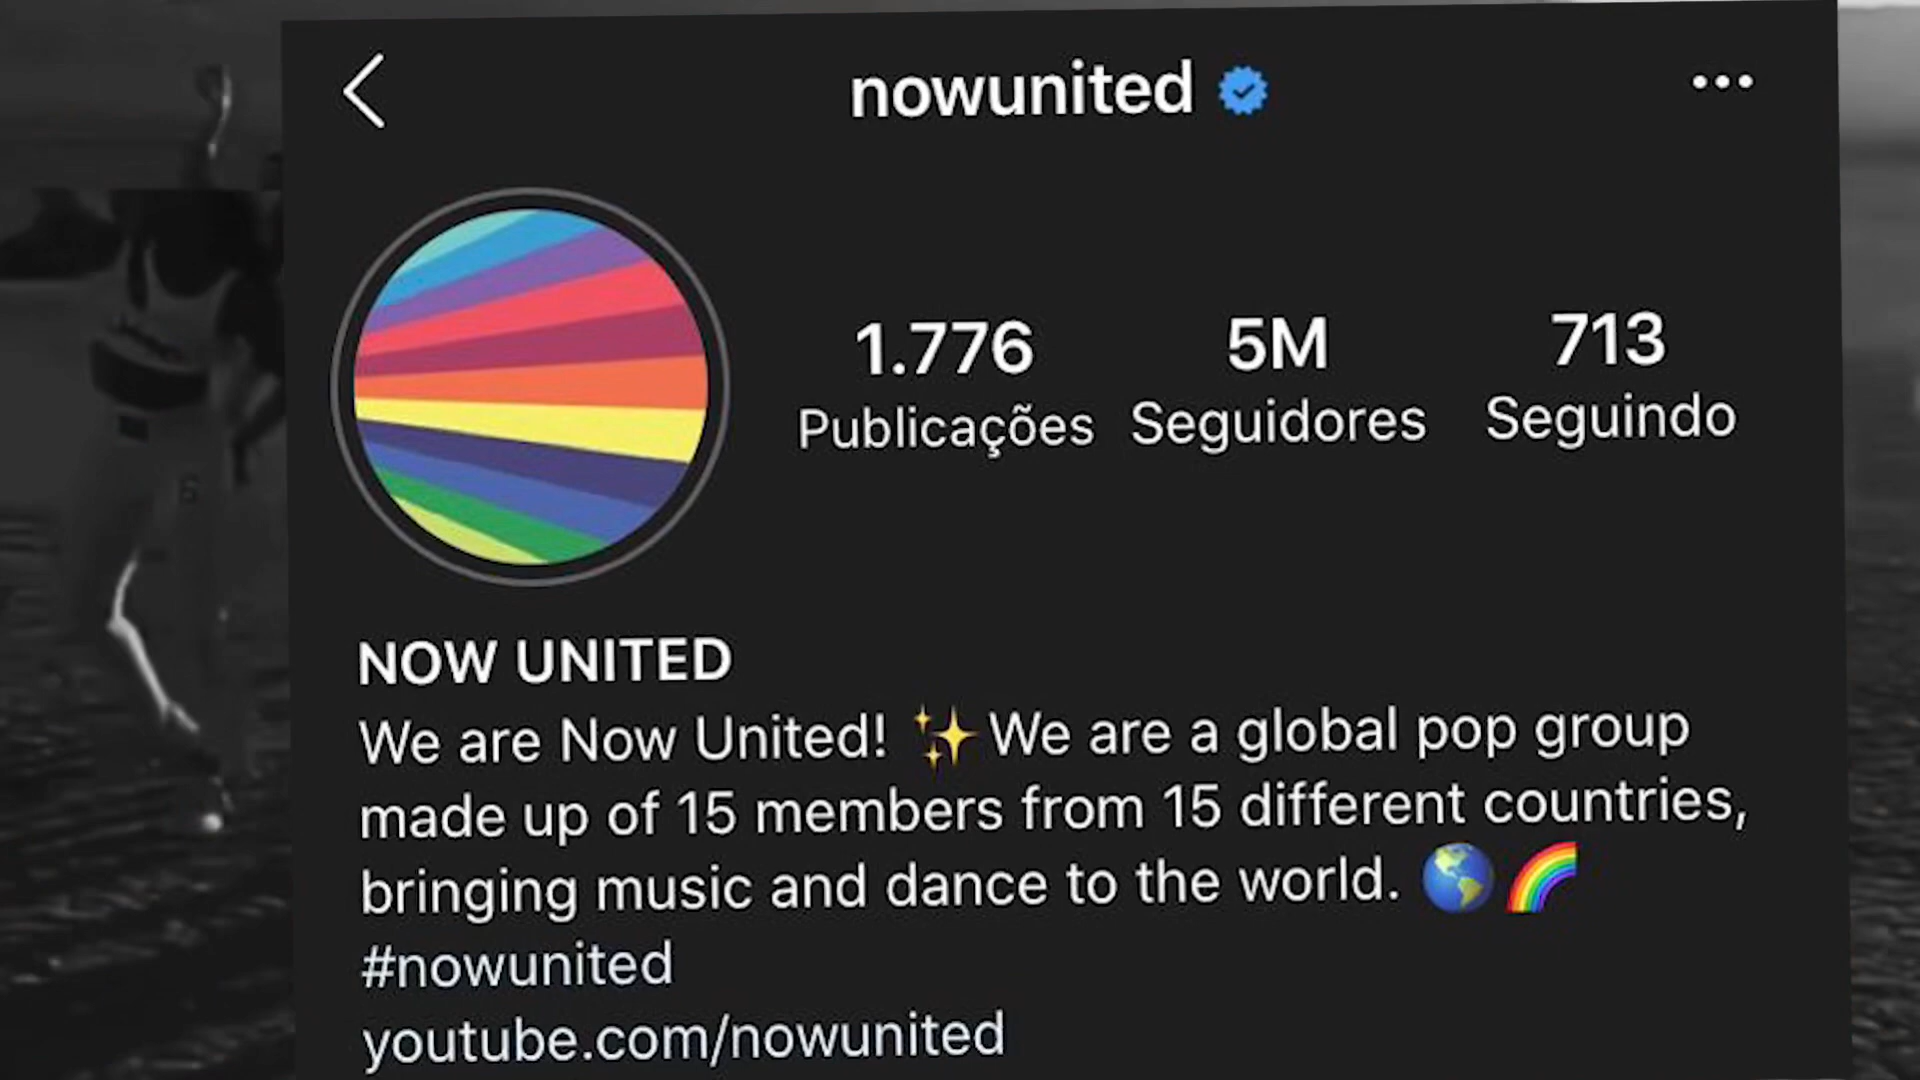 nowunited
1.776 5M 713
Publicações Seguidores Seguindo
NOW UNITED
We are Now United! ✨ We are a global pop group
made up of 15 members from 15 different countries,
bringing music and dance to the world. 🌎🌈
#nowunited
youtube.com/nowunited